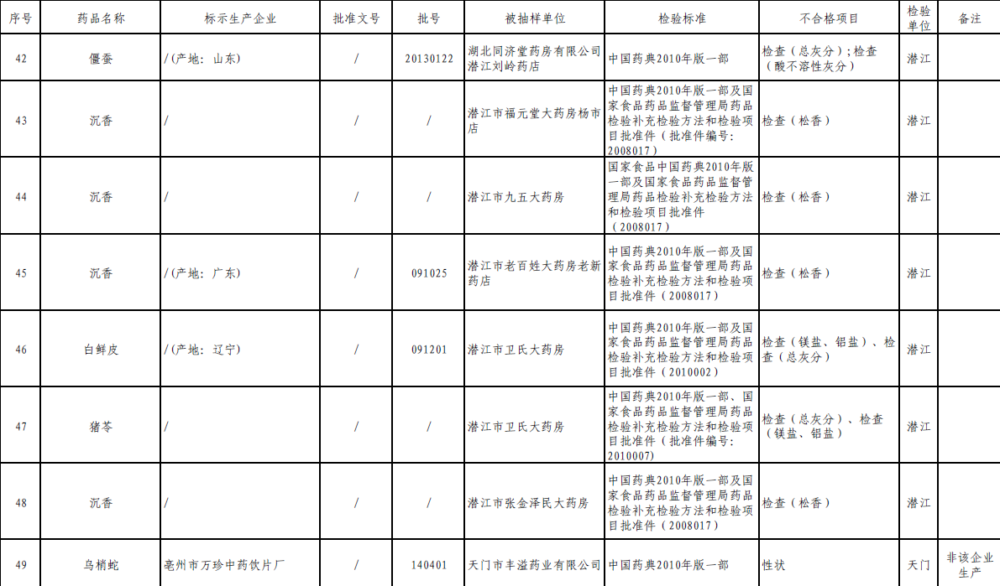 序号 药品名称 标示生产企业 批准文号 批号 被抽样单位 检验标准 不合格项目 检验单位 备注
42 僵蚕 /(产地: 山东) / 20130122 湖北同济堂药房有限公司潜江刘岭药店 中国药典2010年版一部 检查（总灰分）;检查（酸不溶性灰分） 潜江
43 沉香 / / / 潜江市福元堂大药房杨市店 中国药典2010年版一部及国家食品药品监督管理局药品检验补充检验方法和检验项目批准件（批准件编号：2008017） 检查（松香） 潜江
44 沉香 / / / 潜江市九五大药房 国家食品中国药典2010年版一部及国家食品药品监督管理局药品检验补充检验方法和检验项目批准件（2008017） 检查（松香） 潜江
45 沉香 /(产地: 广东) / 091025 潜江市老百姓大药房老新药店 中国药典2010年版一部及国家食品药品监督管理局药品检验补充检验方法和检验项目批准件（2008017） 检查（松香） 潜江
46 白鲜皮 /(产地: 辽宁) / 091201 潜江市卫氏大药房 中国药典2010年版一部及国家食品药品监督管理局药品检验补充检验方法和检验项目批准件（2010002） 检查（镁盐、铝盐）、检查（总灰分） 潜江
47 猪苓 / / / 潜江市卫氏大药房 中国药典2010年版一部、国家食品药品监督管理局药品检验补充检验方法和检验项目批准件（批准件编号：2010007) 检查（总灰分）、检查（镁盐、铝盐） 潜江
48 沉香 / / / 潜江市张金泽民大药房 中国药典2010年版一部及国家食品药品监督管理局药品检验补充检验方法和检验项目批准件（2008017） 检查（松香） 潜江
49 乌梢蛇 亳州市万珍中药饮片厂 / 140401 天门市丰溢药业有限公司 中国药典2010年版一部 性状 天门 非该企业生产